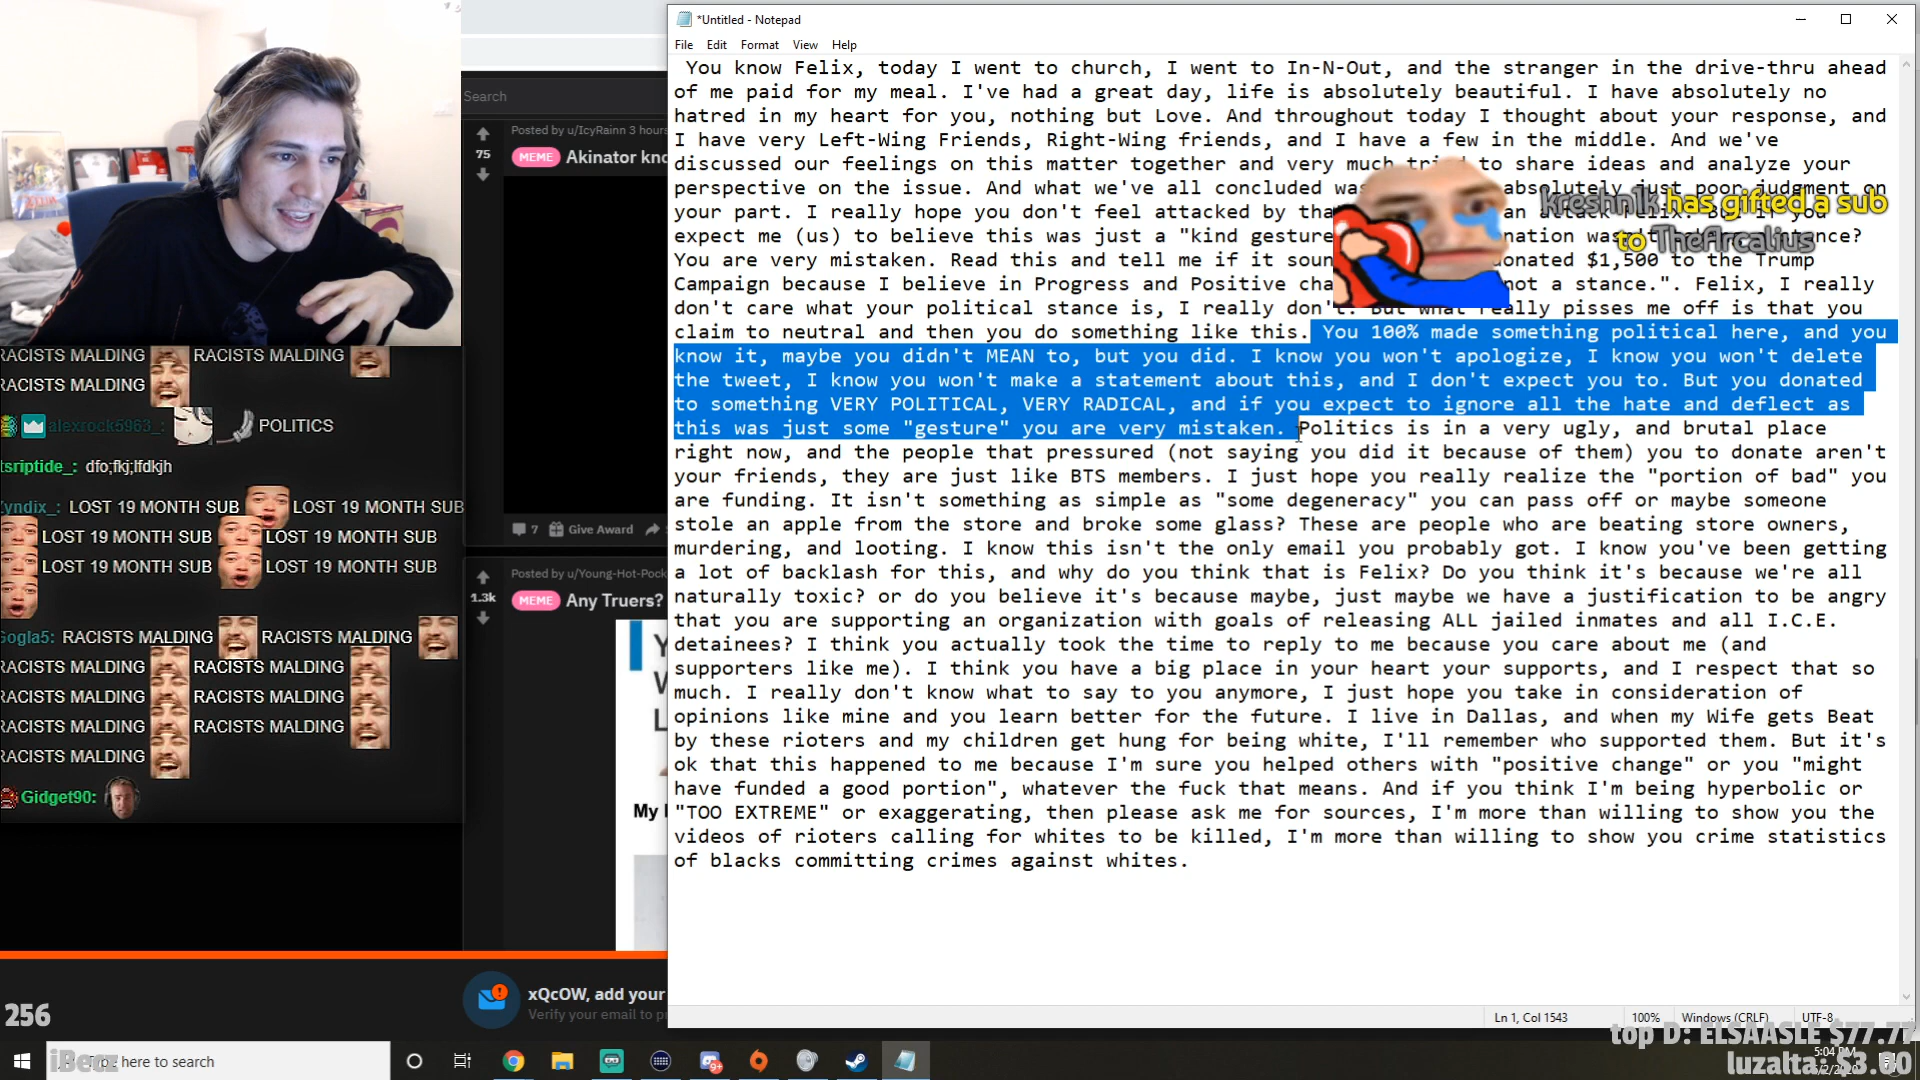 *Untitled - Notepad
File Edit Format View Help
You know Felix, today I went to church, I went to In-N-Out, and the stranger in the drive-thru ahead
of me paid for my meal. I've had a great day, life is absolutely beautiful. I have absolutely no
hatred in my heart for you, nothing but Love. And throughout today I thought about your response, and
I have very Left-Wing Friends, Right-Wing friends, and I have a few in the middle. And we've
discussed our feelings on this matter together and very much tried to share ideas and analyze your
perspective on the issue. And what we've all concluded was absolutely just poor judgment on
your part. I really hope you don't feel attacked by that an attack Felix. But if you
expect me (us) to believe this was just a "kind gesture nation wasn't stance?
You are very mistaken. Read this and tell me if it soun donated $1,500 to the Trump
Campaign because I believe in Progress and Positive cha not a stance.". Felix, I really
don't care what your political stance is, I really don't. But what really pisses me off is that you
claim to neutral and then you do something like this. You 100% made something political here, and you
know it, maybe you didn't MEAN to, but you did. I know you won't apologize, I know you won't delete
the tweet, I know you won't make a statement about this, and I don't expect you to. But you donated
to something VERY POLITICAL, VERY RADICAL, and if you expect to ignore all the hate and deflect as
this was just some "gesture" you are very mistaken. Politics is in a very ugly, and brutal place
right now, and the people that pressured (not saying you did it because of them) you to donate aren't
your friends, they are just like BTS members. I just hope you really realize the "portion of bad" you
are funding. It isn't something as simple as "some degeneracy" you can pass off or maybe someone
stole an apple from the store and broke some glass? These are people who are beating store owners,
murdering, and looting. I know this isn't the only email you probably got. I know you've been getting
a lot of backlash for this, and why do you think that is Felix? Do you think it's because we're all
naturally toxic? or do you believe it's because maybe, just maybe we have a justification to be angry
that you are supporting an organization with goals of releasing ALL jailed inmates and all I.C.E.
detainees? I think you actually took the time to reply to me because you care about me (and
supporters like me). I think you have a big place in your heart your supports, and I respect that so
much. I really don't know what to say to you anymore, I just hope you take in consideration of
opinions like mine and you learn better for the future. I live in Dallas, and when my Wife gets Beat
by these rioters and my children get hung for being white, I'll remember who supported them. But it's
ok that this happened to me because I'm sure you helped others with "positive change" or you "might
have funded a good portion", whatever the fuck that means. And if you think I'm being hyperbolic or
"TOO EXTREME" or exaggerating, then please ask me for sources, I'm more than willing to show you the
videos of rioters calling for whites to be killed, I'm more than willing to show you crime statistics
of blacks committing crimes against whites.
kreshn1k has gifted a sub
to TheArcalius
Ln 1, Col 1543 100% Windows (CRLF) UTF-8
Search
Posted by u/IcyRainn 3 hours
75
MEME Akinator kno
7 Give Award
Posted by u/Young-Hot-Pock
1.3k
MEME Any Truers?
My
xQcOW, add your
Verify your email to p
RACISTS MALDING RACISTS MALDING
RACISTS MALDING
alexrock5963_: POLITICS
tsriptide_: dfo;fkj;lfdkjh
zyndix_: LOST 19 MONTH SUB LOST 19 MONTH SUB
LOST 19 MONTH SUB LOST 19 MONTH SUB
LOST 19 MONTH SUB LOST 19 MONTH SUB
Gogla5: RACISTS MALDING RACISTS MALDING
RACISTS MALDING RACISTS MALDING
RACISTS MALDING RACISTS MALDING
RACISTS MALDING RACISTS MALDING
RACISTS MALDING
Gidget90:
256
iBecz
here to search
top D: ELSAASLE $77.77
luzalta: $3.00
5:04 PM